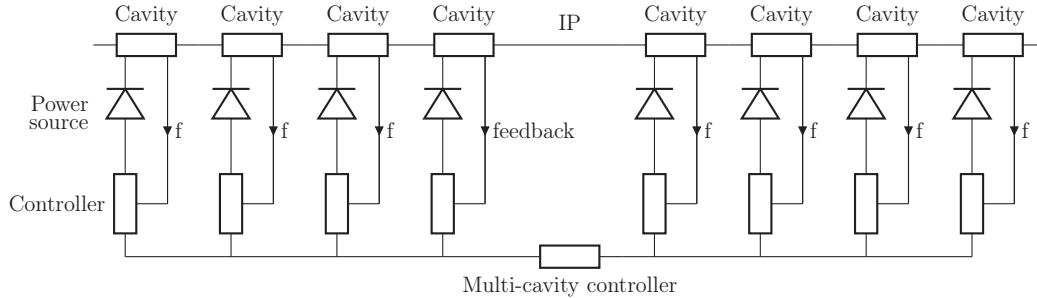 Cavity Cavity Cavity Cavity IP Cavity Cavity Cavity Cavity
Power
source
f f f feedback f f f f
Controller
Multi-cavity controller